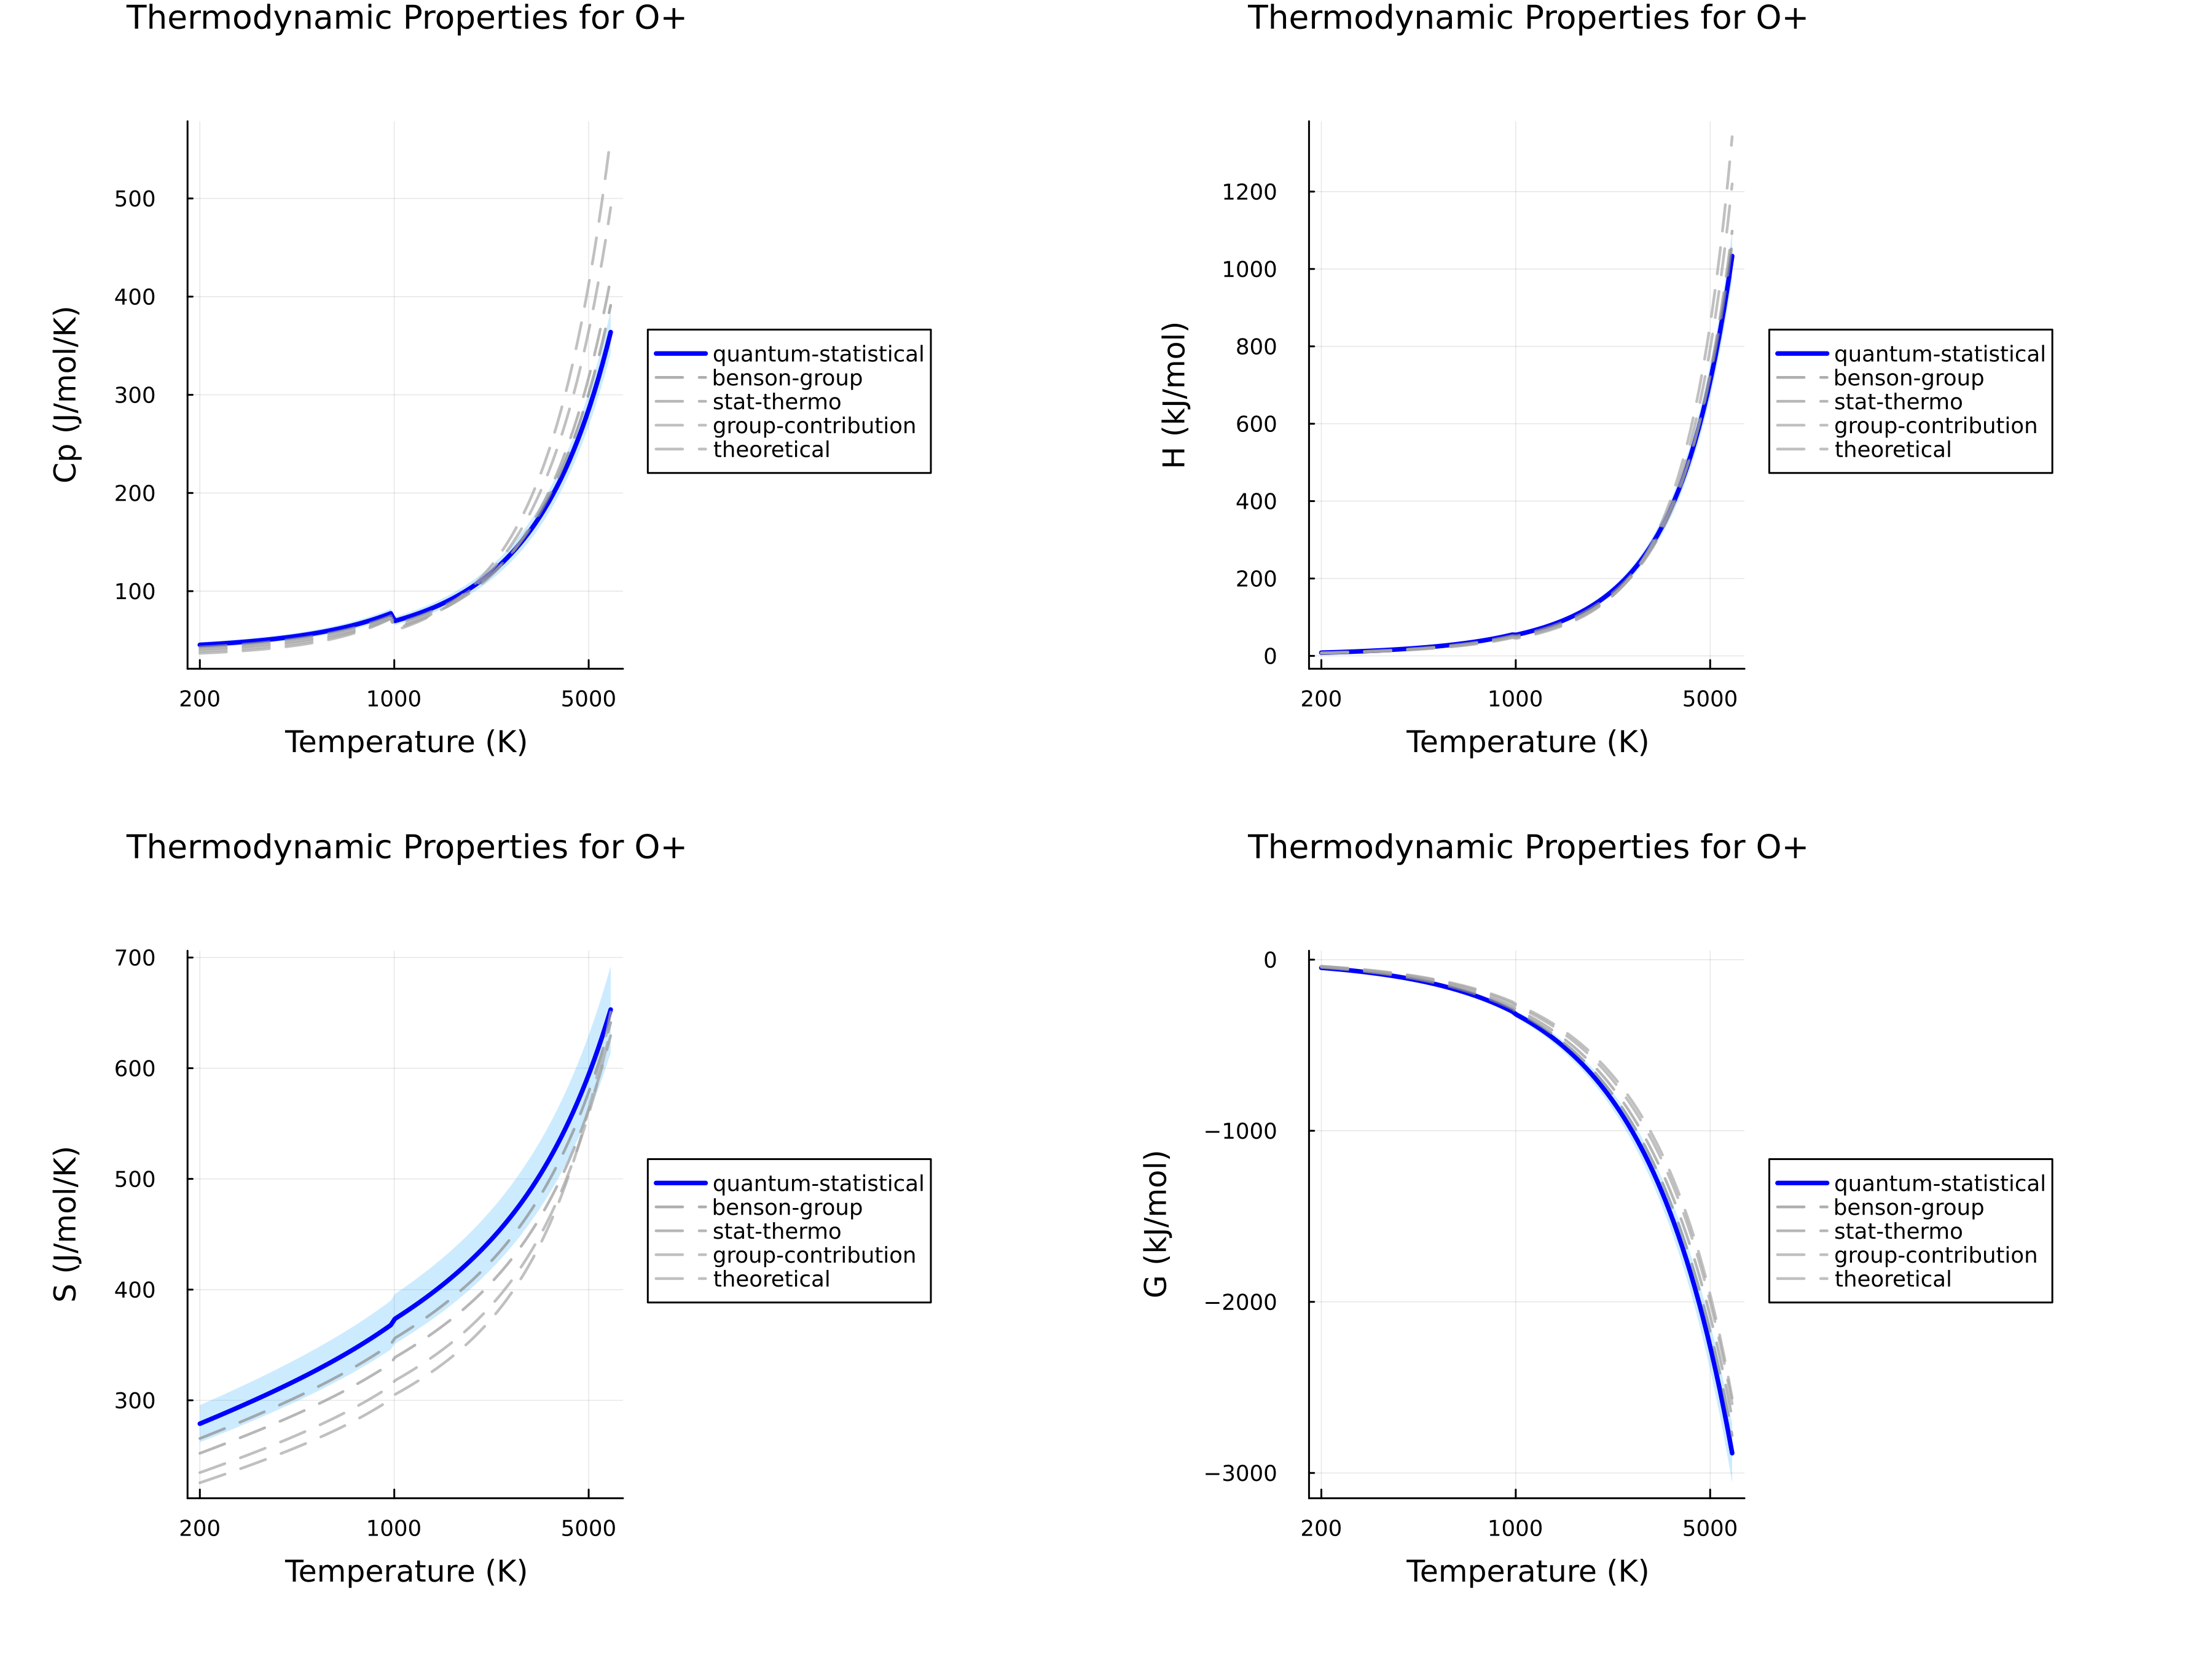 Thermodynamic Properties for O+
Cp (J/mol/K)
500
400
300
200
100
200
1000
5000
Temperature (K)
quantum-statistical
benson-group
stat-thermo
group-contribution
theoretical
Thermodynamic Properties for O+
H (kJ/mol)
1200
1000
800
600
400
200
0
200
1000
5000
Temperature (K)
quantum-statistical
benson-group
stat-thermo
group-contribution
theoretical
Thermodynamic Properties for O+
S (J/mol/K)
700
600
500
400
300
200
1000
5000
Temperature (K)
quantum-statistical
benson-group
stat-thermo
group-contribution
theoretical
Thermodynamic Properties for O+
G (kJ/mol)
0
−1000
−2000
−3000
200
1000
5000
Temperature (K)
quantum-statistical
benson-group
stat-thermo
group-contribution
theoretical